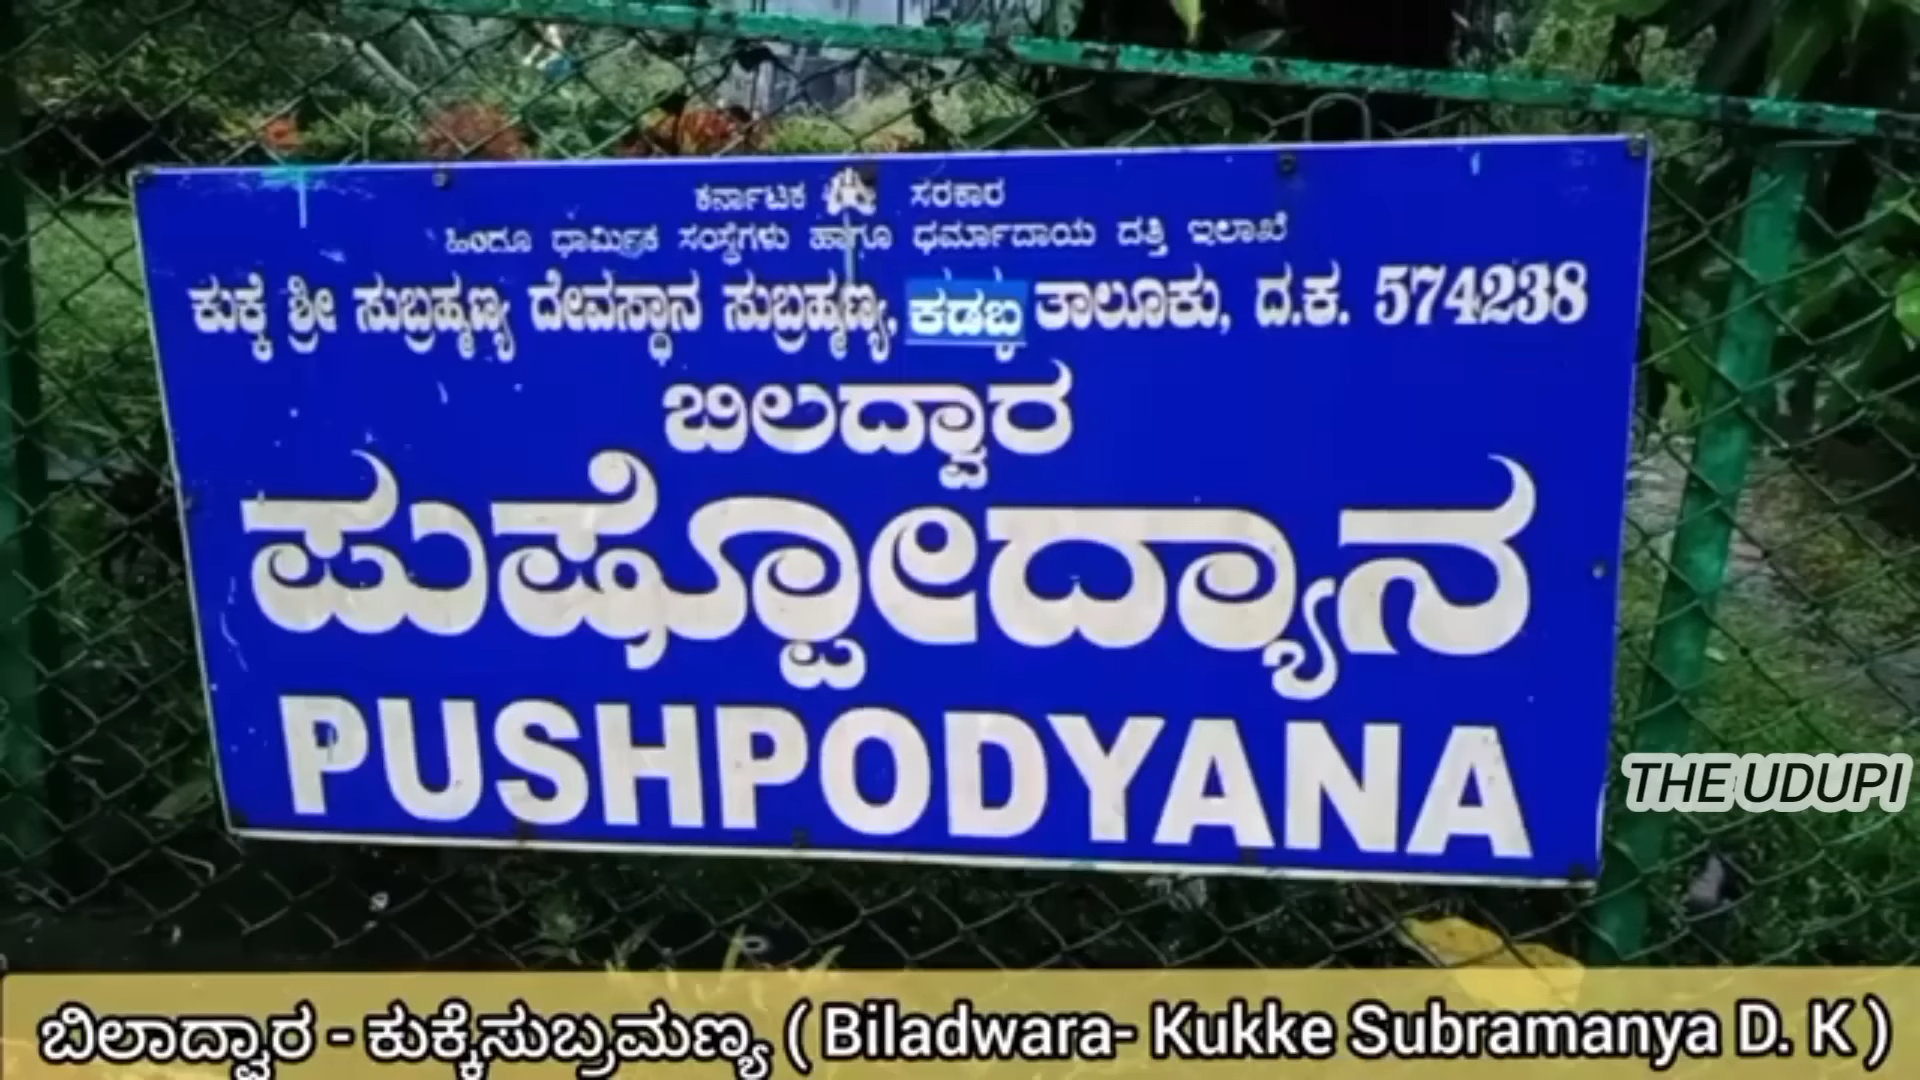 ಕರ್ನಾಟಕ ಸರಕಾರ
ಹಿಂದೂ ಧಾರ್ಮಿಕ ಸಂಸ್ಥೆಗಳು ಹಾಗೂ ಧರ್ಮಾದಾಯ ದತ್ತಿ ಇಲಾಖೆ
ಕುಕ್ಕೆ ಶ್ರೀ ಸುಬ್ರಹ್ಮಣ್ಯ ದೇವಸ್ಥಾನ ಸುಬ್ರಹ್ಮಣ್ಯ, ಕಡಬ ತಾಲೂಕು, ದ.ಕ. 574238
ಬಿಲದ್ವಾರ
ಪುಷ್ಪೋದ್ಯಾನ
PUSHPODYANA
THE UDUPI
ಬಿಲಾದ್ವಾರ - ಕುಕ್ಕೆಸುಬ್ರಮಣ್ಯ ( Biladwara- Kukke Subramanya D. K )